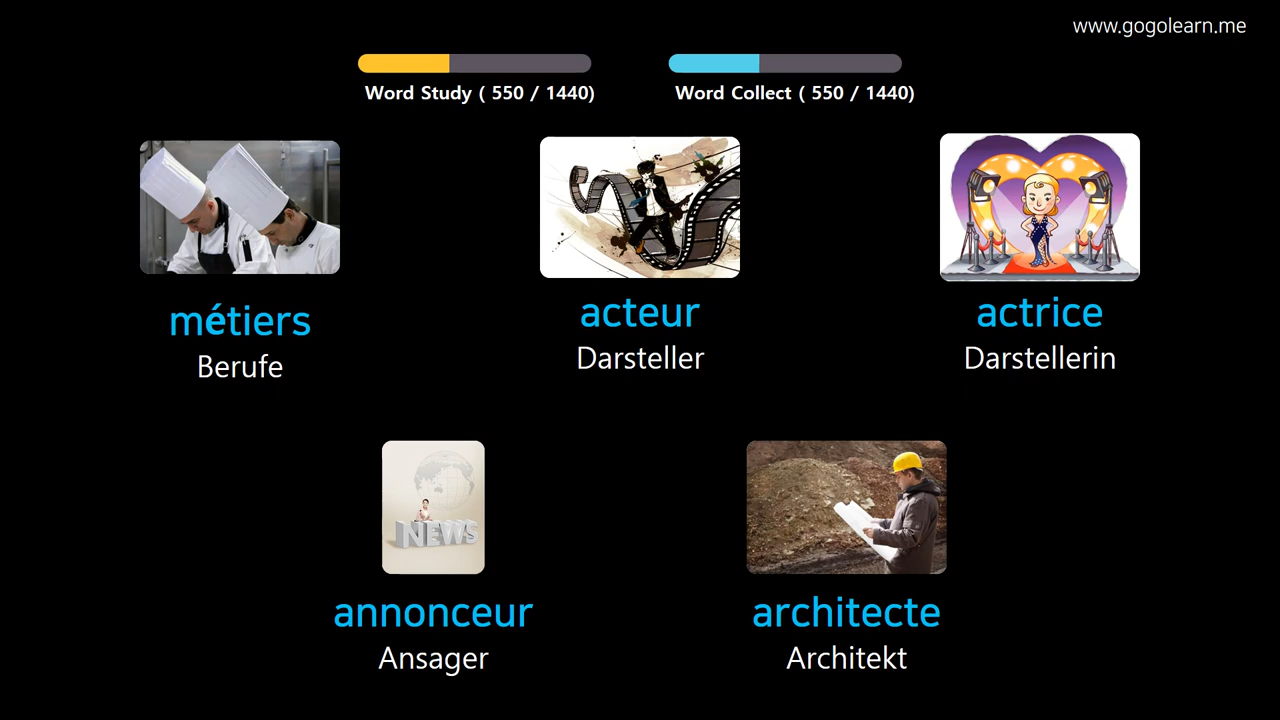 www.gogolearn.me
Word Study ( 550 / 1440)
Word Collect ( 550 / 1440)
métiers
Berufe
acteur
Darsteller
actrice
Darstellerin
NEWS
annonceur
Ansager
architecte
Architekt